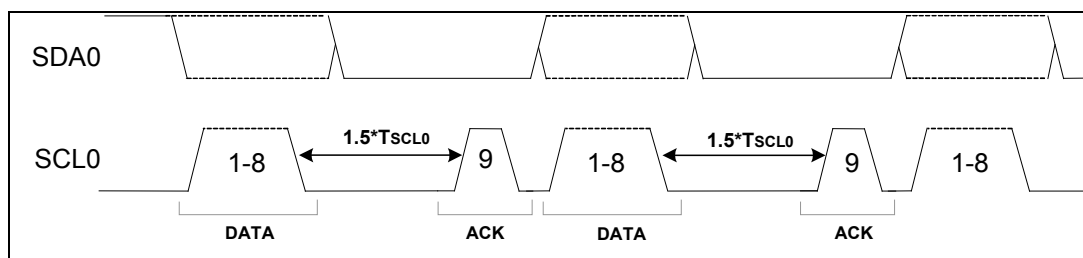 SDA0
1.5*TSCL0 1.5*TSCL0
SCL0 1-8 9 1-8 9 1-8
DATA ACK DATA ACK